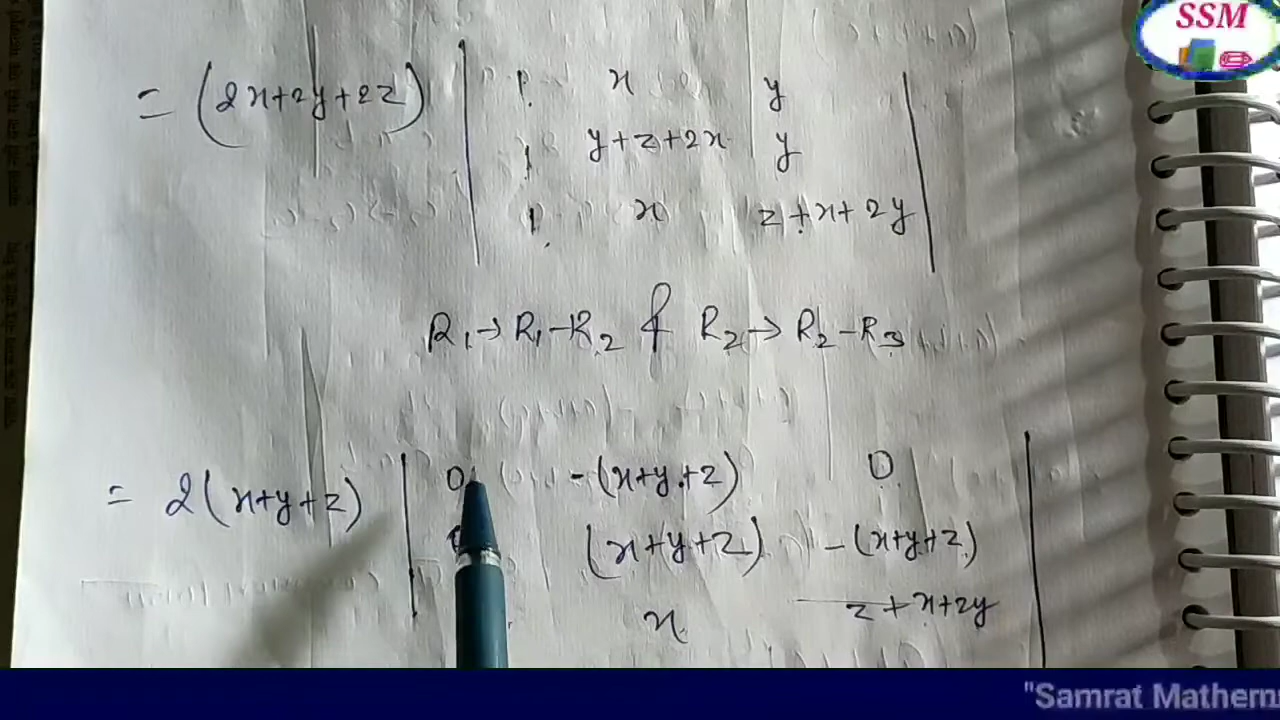 SSM
= (2x+2y+2z) | 1 x y
1 y+z+2x y
1 x z+x+2y |
R₁→R₁-R₂ & R₂→R₂-R₃
= 2(x+y+z) | 0 -(x+y+z) 0
(x+y+z) -(x+y+z)
x z+x+2y |
"Samrat Mathem